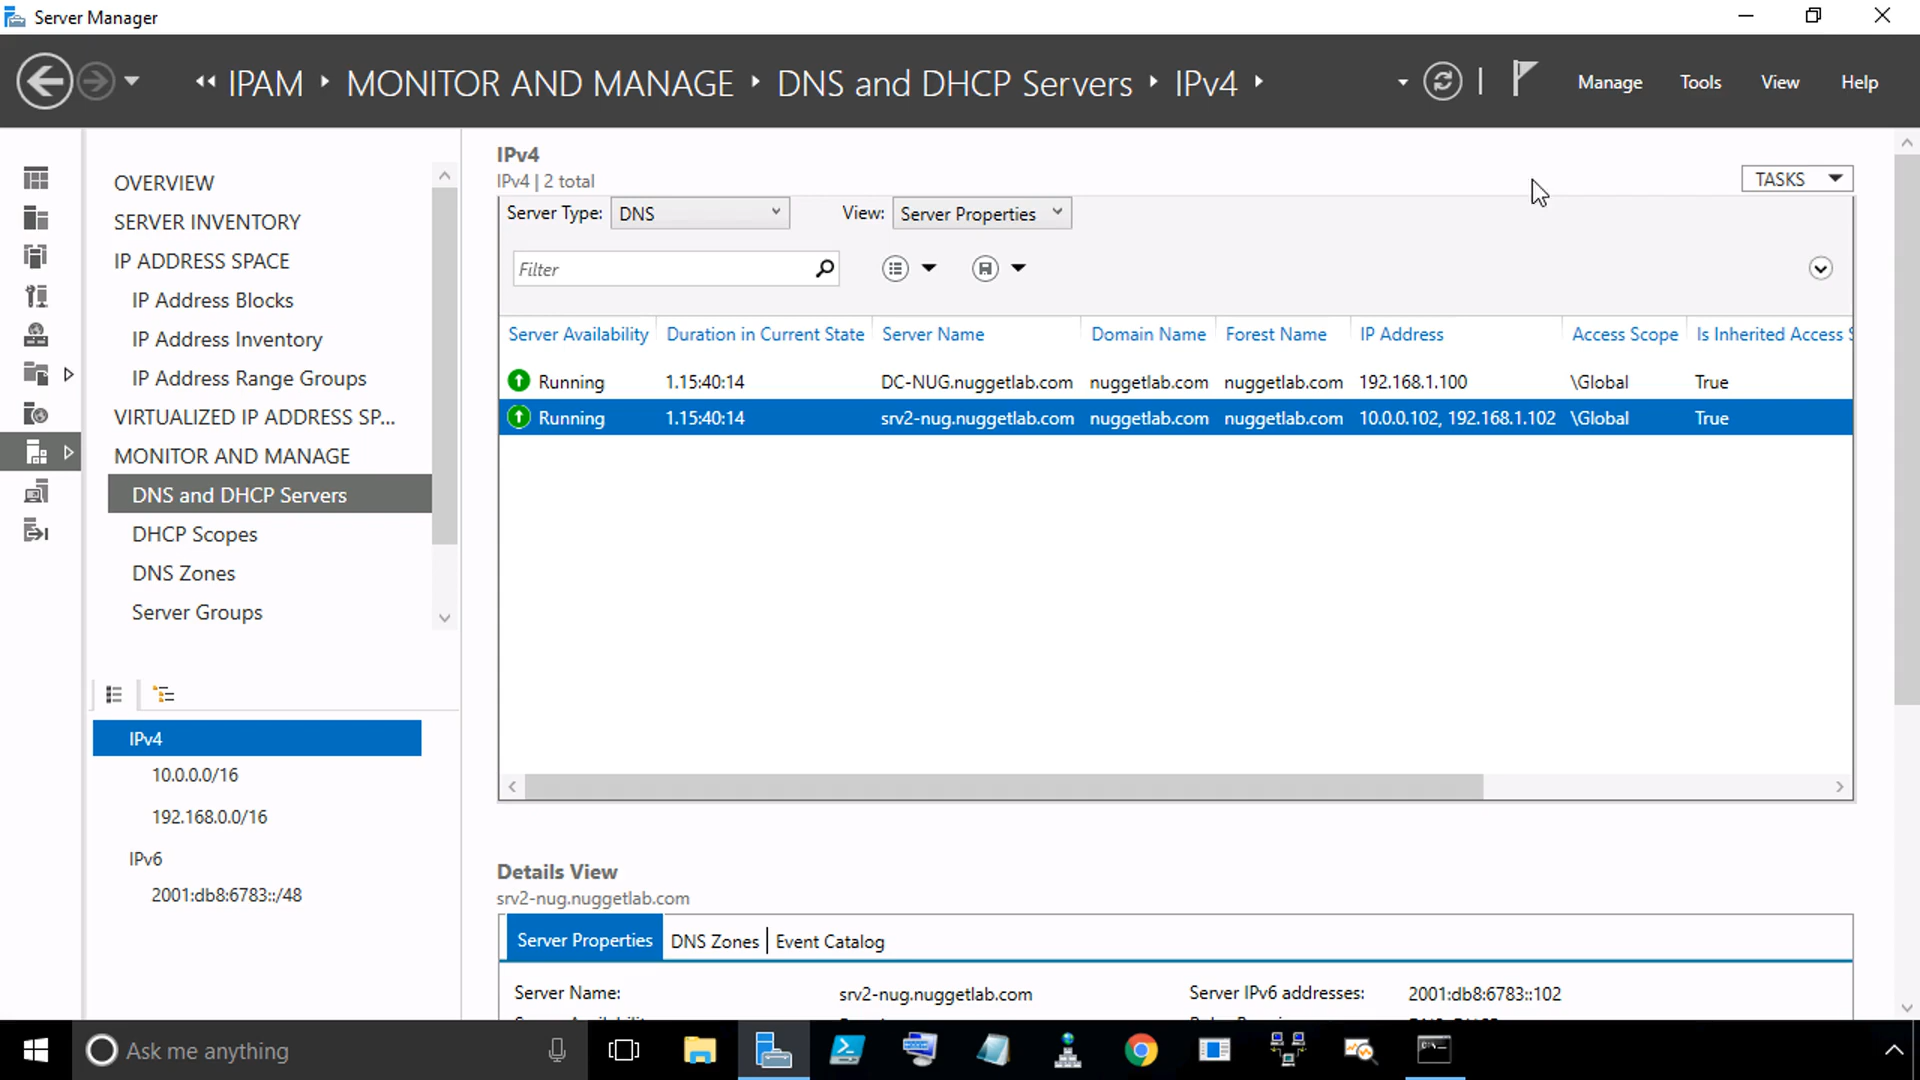 Server Manager
IPAM MONITOR AND MANAGE DNS and DHCP Servers IPv4
Manage Tools View Help
OVERVIEW
SERVER INVENTORY
IP ADDRESS SPACE
IP Address Blocks
IP Address Inventory
IP Address Range Groups
VIRTUALIZED IP ADDRESS SP...
MONITOR AND MANAGE
DNS and DHCP Servers
DHCP Scopes
DNS Zones
Server Groups
IPv4
10.0.0.0/16
192.168.0.0/16
IPv6
2001:db8:6783::/48
IPv4
IPv4 | 2 total
TASKS
Server Type: DNS View: Server Properties
Filter
Server Availability Duration in Current State Server Name Domain Name Forest Name IP Address Access Scope Is Inherited Access S
Running 1.15:40:14 DC-NUG.nuggetlab.com nuggetlab.com nuggetlab.com 192.168.1.100 \Global True
Running 1.15:40:14 srv2-nug.nuggetlab.com nuggetlab.com nuggetlab.com 10.0.0.102, 192.168.1.102 \Global True
Details View
srv2-nug.nuggetlab.com
Server Properties DNS Zones Event Catalog
Server Name: srv2-nug.nuggetlab.com Server IPv6 addresses: 2001:db8:6783::102
Ask me anything